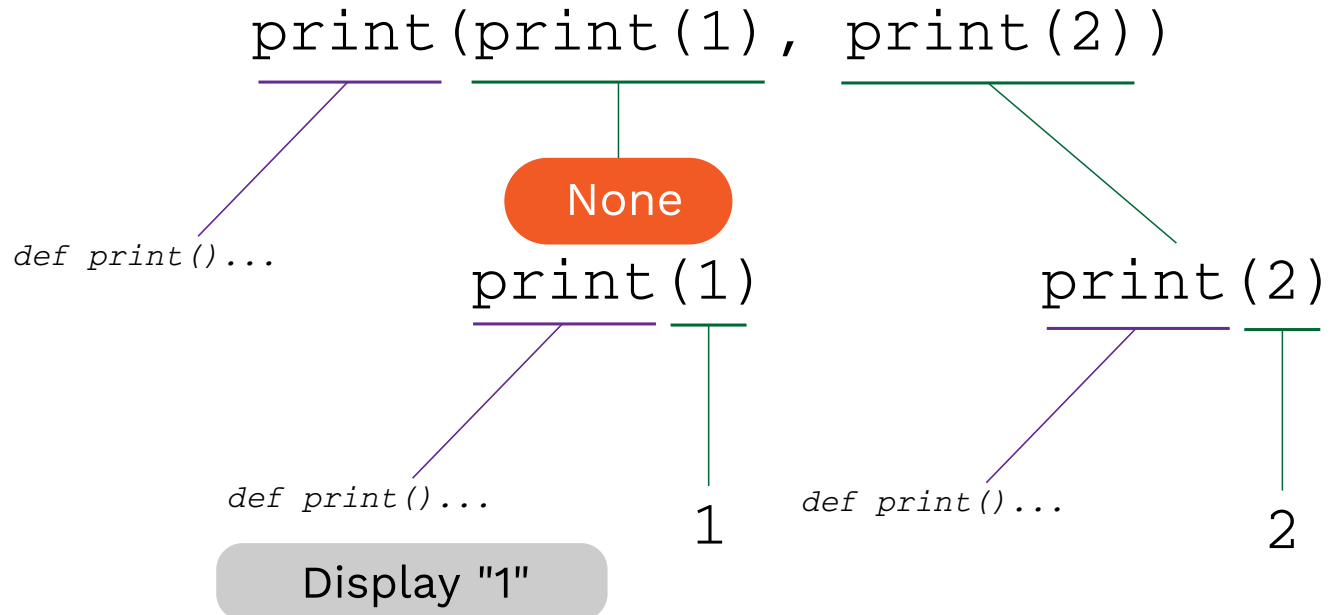 print(print(1), print(2))
None
def print()...
print(1)
print(2)
def print()...
1
def print()...
2
Display "1"